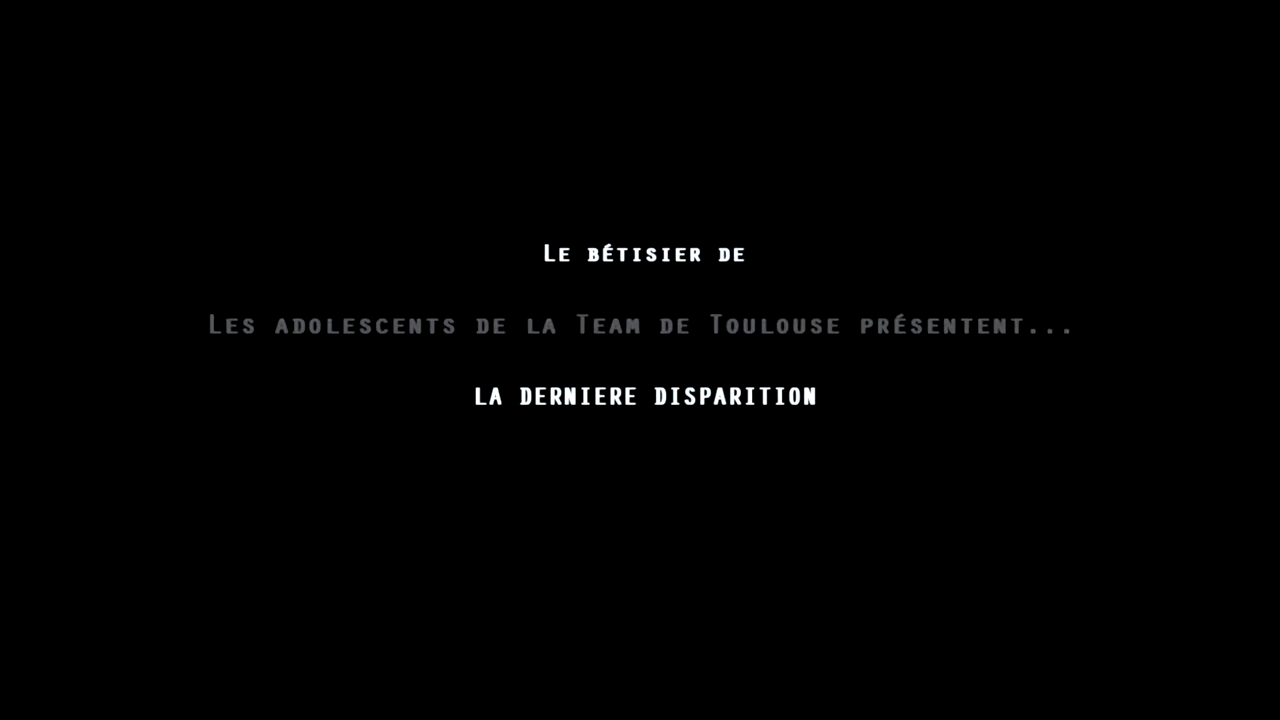 Le bétisier de
Les adolescents de la Team de Toulouse présentent...
LA DERNIERE DISPARITION